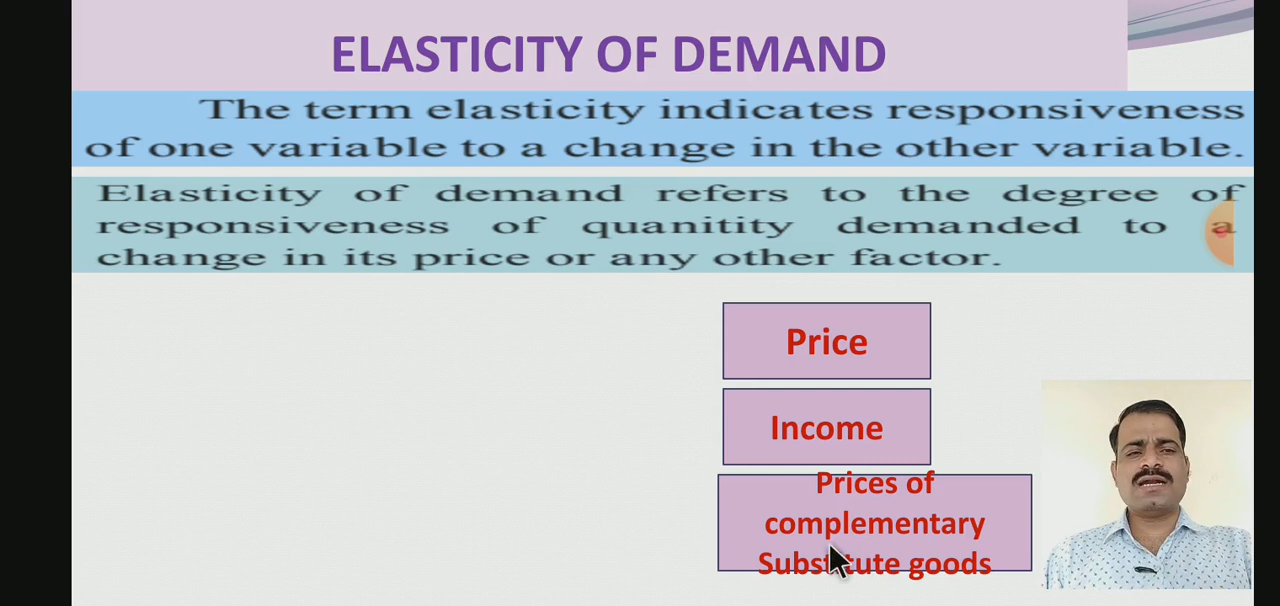 ELASTICITY OF DEMAND
The term elasticity indicates responsiveness
of one variable to a change in the other variable.
Elasticity of demand refers to the degree of
responsiveness of quanitity demanded to a
change in its price or any other factor.
Price
Income
Prices of
complementary
Substitute goods